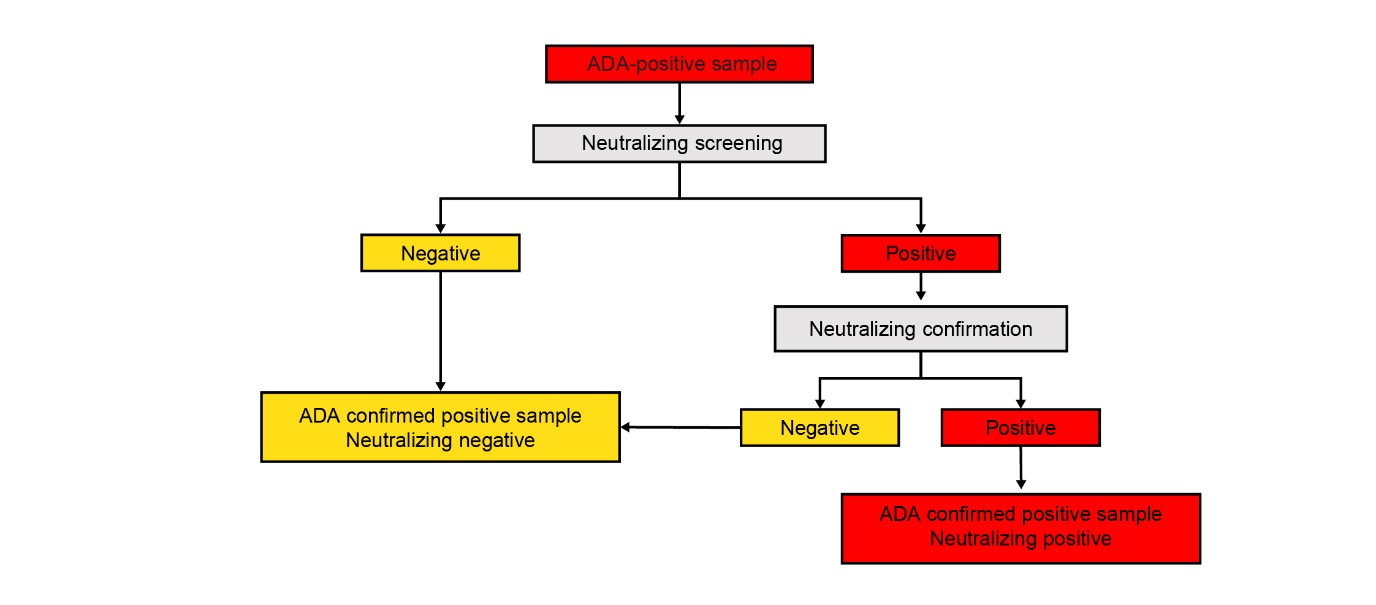 ADA-positive sample
Neutralizing screening
Negative
Positive
Neutralizing confirmation
ADA confirmed positive sample
Neutralizing negative
Negative
Positive
ADA confirmed positive sample
Neutralizing positive